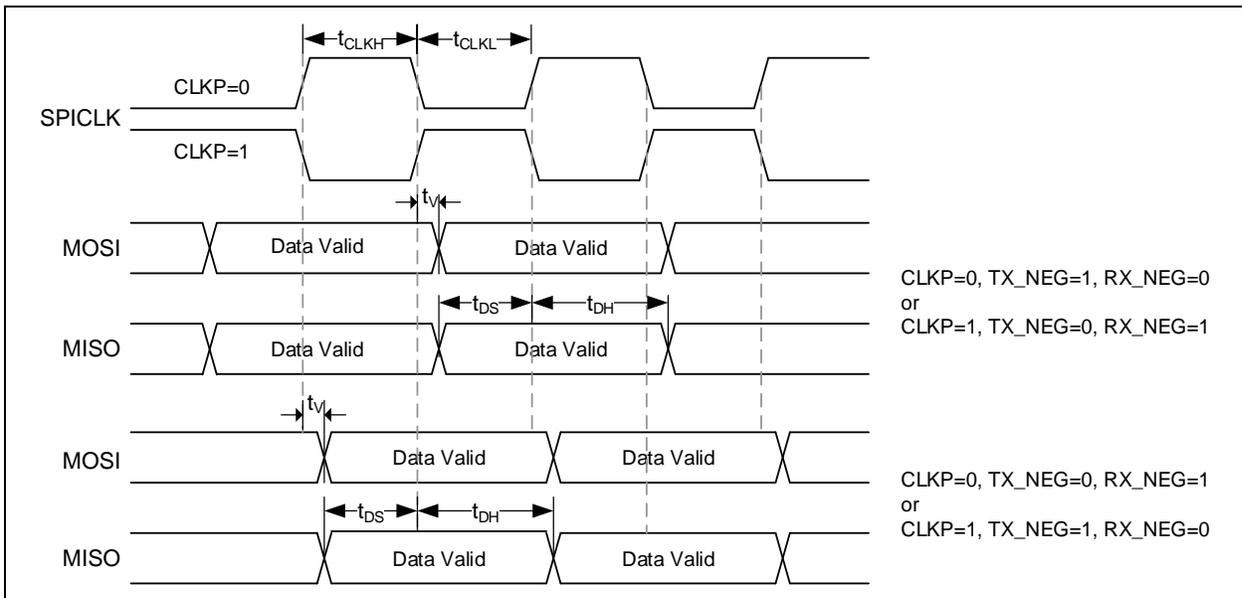 tCLKH tCLKL
CLKP=0
SPICLK
CLKP=1
tV
MOSI Data Valid Data Valid
CLKP=0, TX_NEG=1, RX_NEG=0
or
CLKP=1, TX_NEG=0, RX_NEG=1
tDS tDH
MISO Data Valid Data Valid
tV
MOSI Data Valid Data Valid
CLKP=0, TX_NEG=0, RX_NEG=1
or
CLKP=1, TX_NEG=1, RX_NEG=0
tDS tDH
MISO Data Valid Data Valid